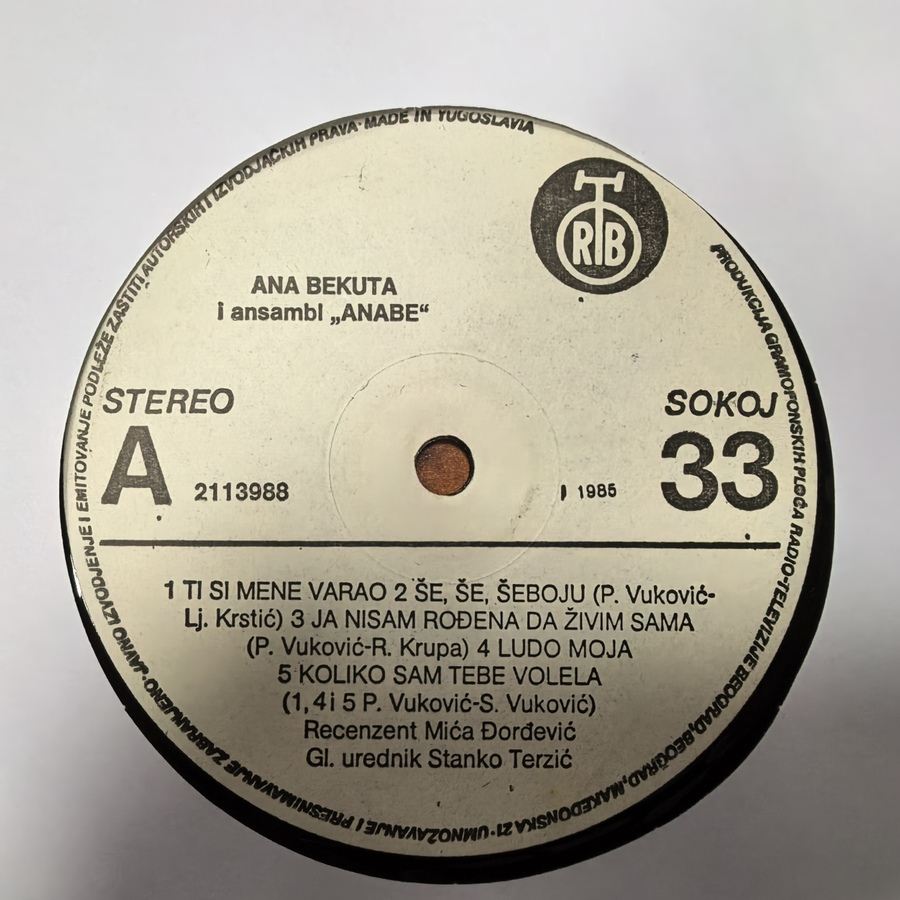 PRODUKCIJA GRAMOFONSKIH PLOČA RADIO-TELEVIZIJE BEOGRAD, BEOGRAD, MAKEDONSKA 21 · UMNOŽAVANJE I PRESNIMAVANJE ZABRANJENO · JAVNO IZVODJENJE I EMITOVANJE PODLEŽE ZAŠTITI AUTORSKIH I IZVODJAČKIH PRAVA · MADE IN YUGOSLAVIA
RTB
ANA BEKUTA
i ansambl „ANABE“
STEREO
SOKOJ
A
2113988
1985
33
1 TI SI MENE VARAO 2 ŠE, ŠE, ŠEBOJU (P. Vuković-
Lj. Krstić) 3 JA NISAM ROĐENA DA ŽIVIM SAMA
(P. Vuković-R. Krupa) 4 LUDO MOJA
5 KOLIKO SAM TEBE VOLELA
(1, 4 i 5 P. Vuković-S. Vuković)
Recenzent Mića Đorđević
Gl. urednik Stanko Terzić